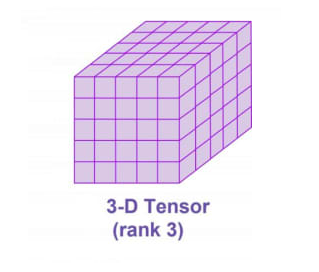 3-D Tensor
(rank 3)